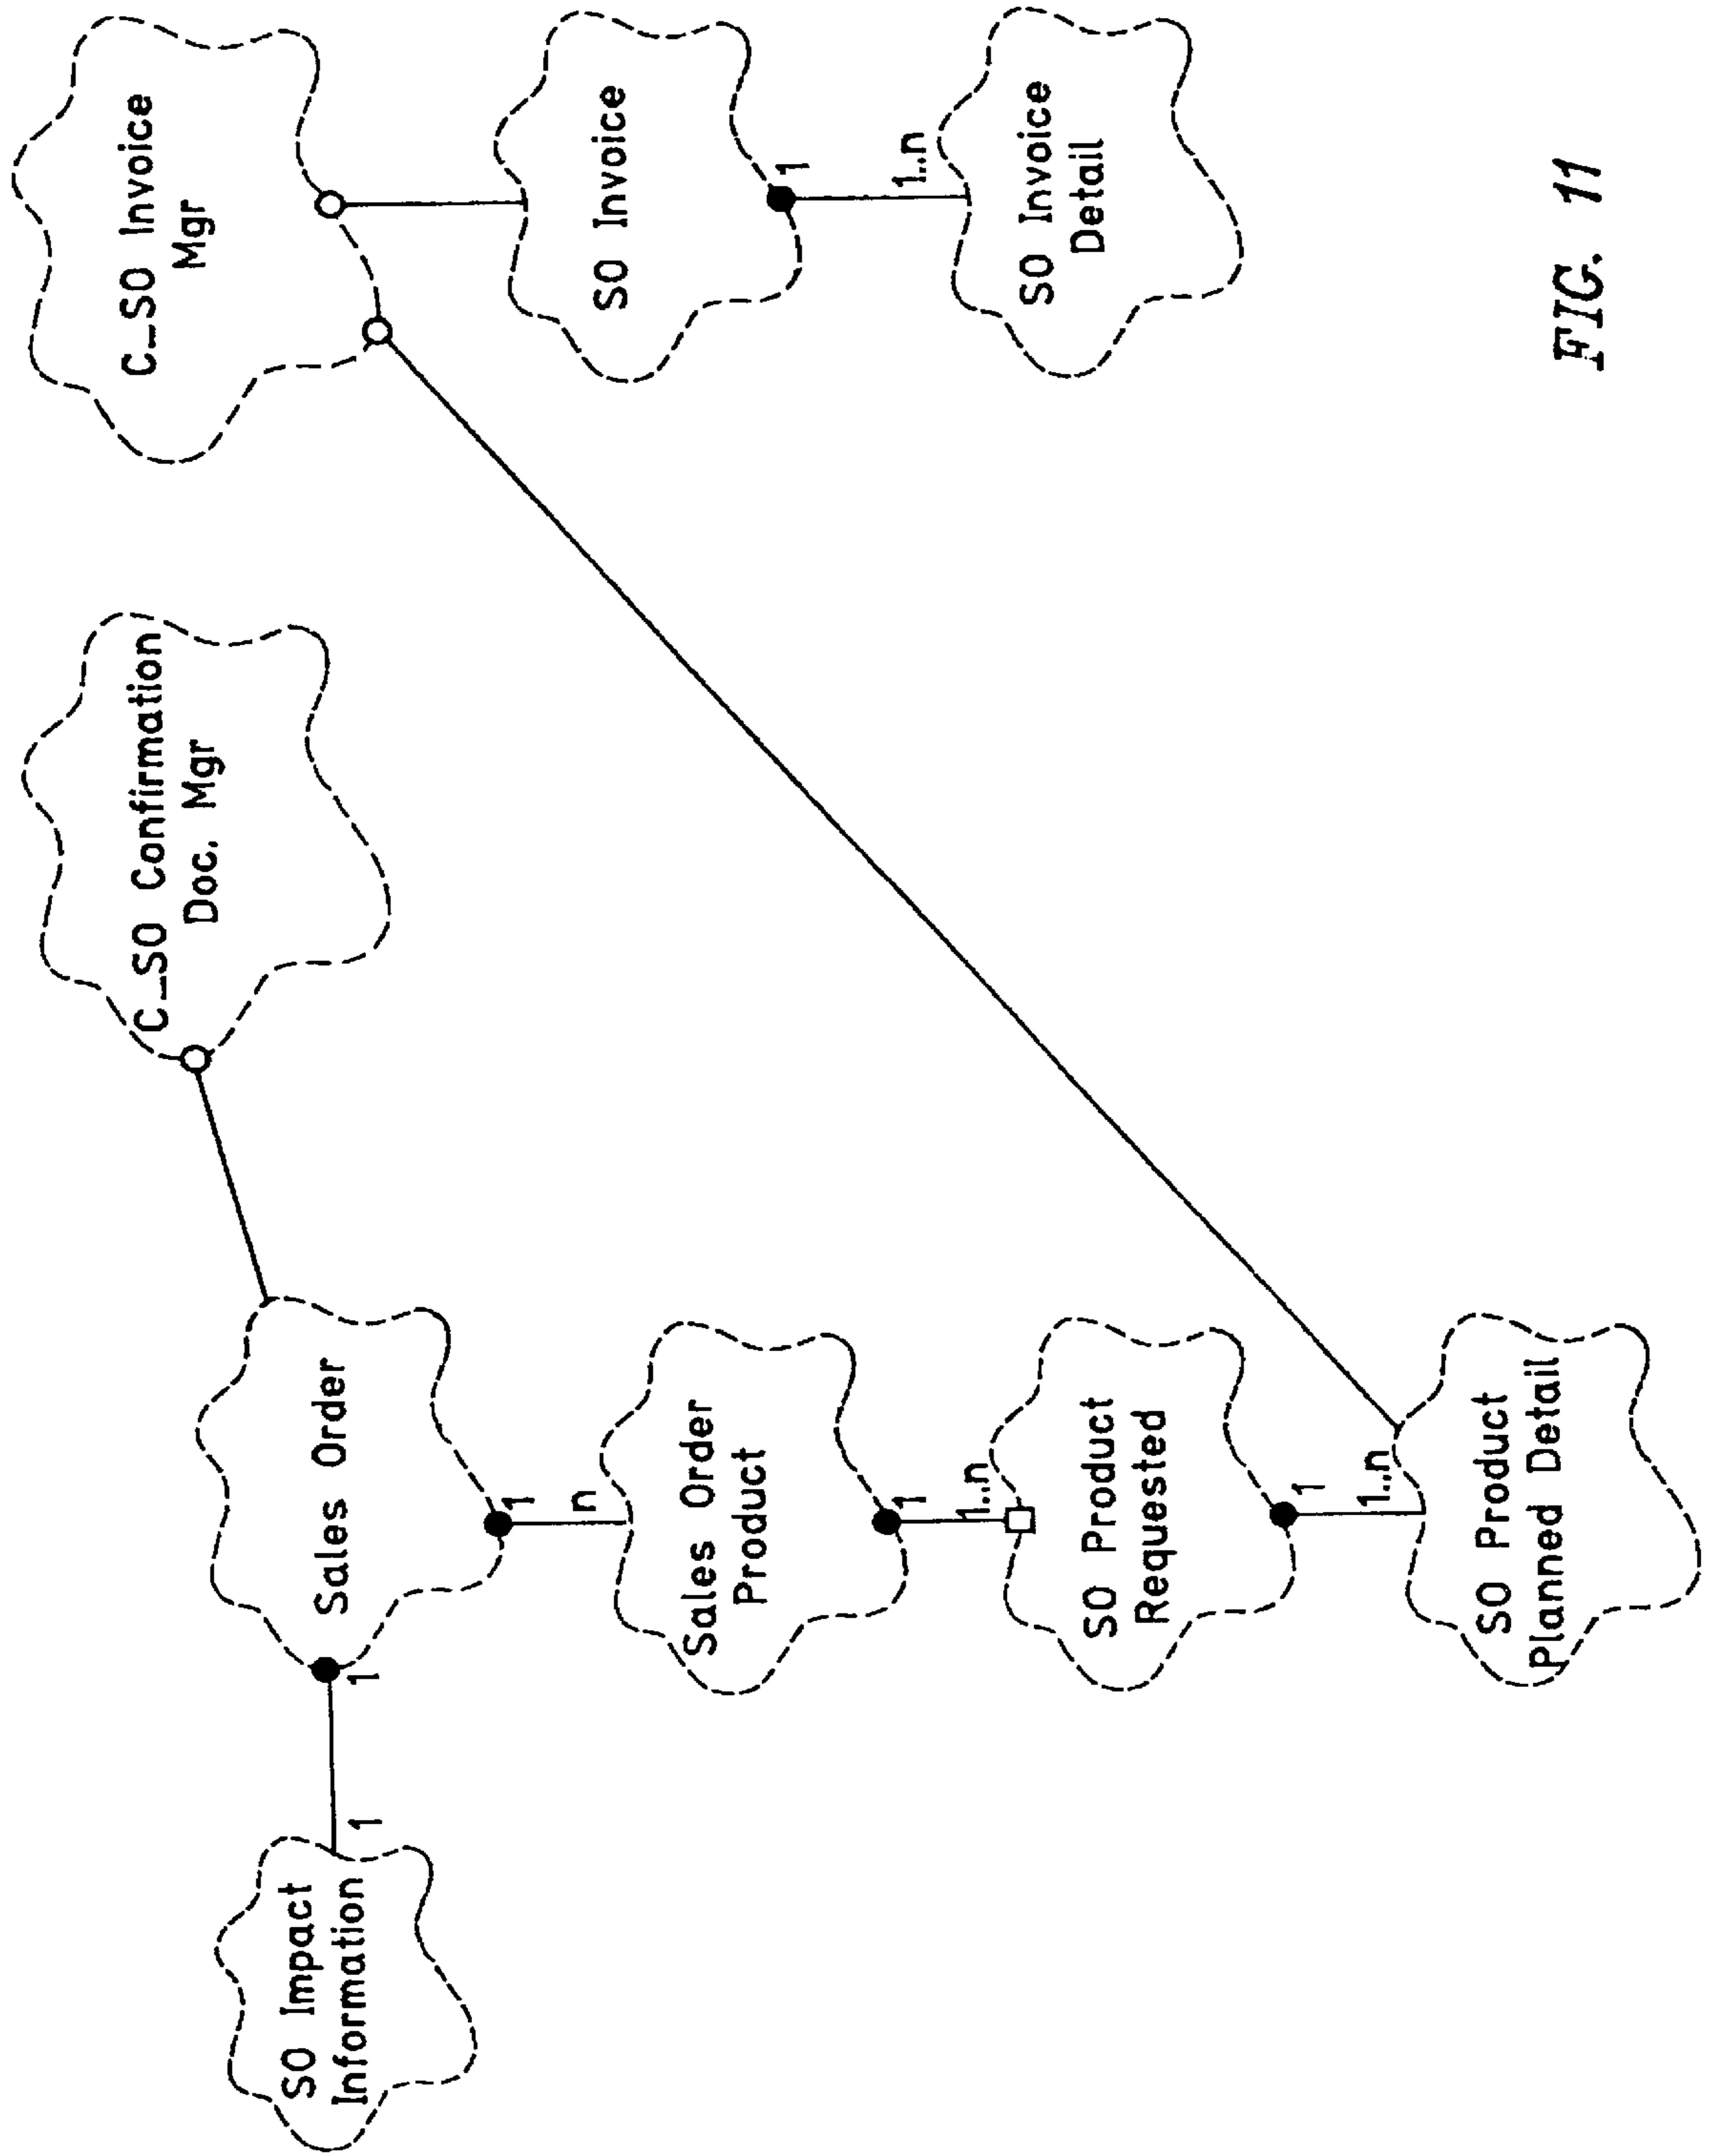 C_SO Invoice
Mgr
C_SO Confirmation
Doc. Mgr
SO Impact
Information
1
1
Sales Order
1
n
Sales Order
Product
1
1..n
SO Product
Requested
1
1..n
SO Product
Planned Detail
SO Invoice
1
1..n
SO Invoice
Detail
FIG. 11